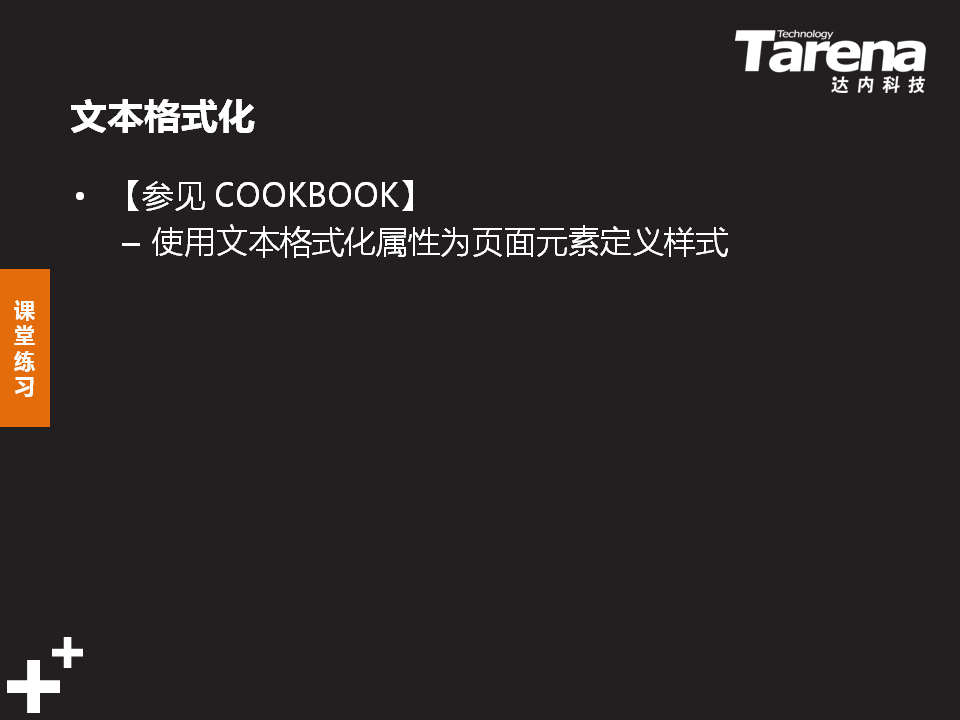 Technology
Tarena
达内科技
文本格式化
• 【参见 COOKBOOK】
– 使用文本格式化属性为页面元素定义样式
课
堂
练
习